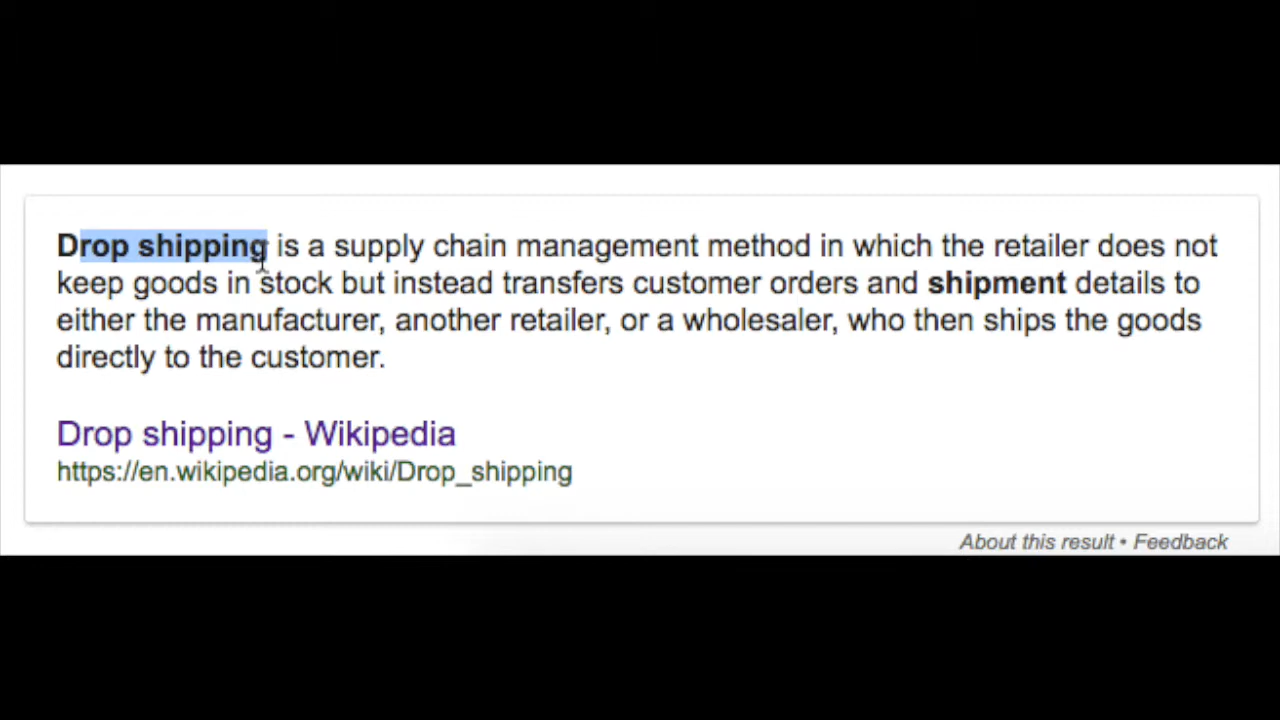 Drop shipping is a supply chain management method in which the retailer does not
keep goods in stock but instead transfers customer orders and shipment details to
either the manufacturer, another retailer, or a wholesaler, who then ships the goods
directly to the customer.
Drop shipping - Wikipedia
https://en.wikipedia.org/wiki/Drop_shipping
About this result • Feedback